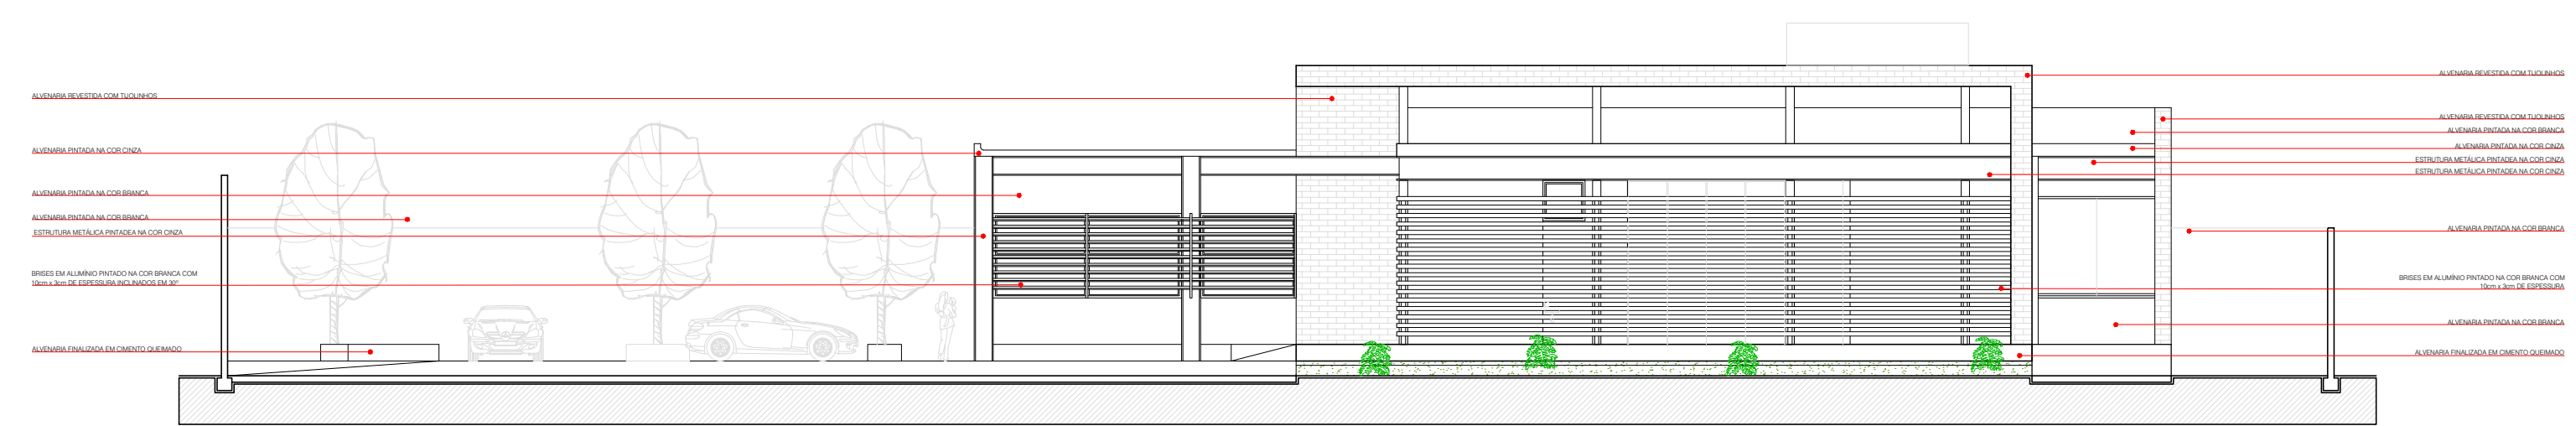 ALVENARIA REVESTIDA COM TIJOLINHOS
ALVENARIA PINTADA NA COR CINZA
ALVENARIA PINTADA NA COR BRANCA
ALVENARIA PINTADA NA COR BRANCA
ESTRUTURA METÁLICA PINTADEA NA COR CINZA
BRISES EM ALUMÍNIO PINTADO NA COR BRANCA COM
10cm x 3cm DE ESPESSURA INCLINADOS EM 30º
ALVENARIA FINALIZADA EM CIMENTO QUEIMADO
ALVENARIA REVESTIDA COM TIJOLINHOS
ALVENARIA REVESTIDA COM TIJOLINHOS
ALVENARIA PINTADA NA COR BRANCA
ALVENARIA PINTADA NA COR CINZA
ESTRUTURA METÁLICA PINTADEA NA COR CINZA
ESTRUTURA METÁLICA PINTADEA NA COR CINZA
ALVENARIA PINTADA NA COR BRANCA
BRISES EM ALUMÍNIO PINTADO NA COR BRANCA COM
10cm x 3cm DE ESPESSURA
ALVENARIA PINTADA NA COR BRANCA
ALVENARIA FINALIZADA EM CIMENTO QUEIMADO